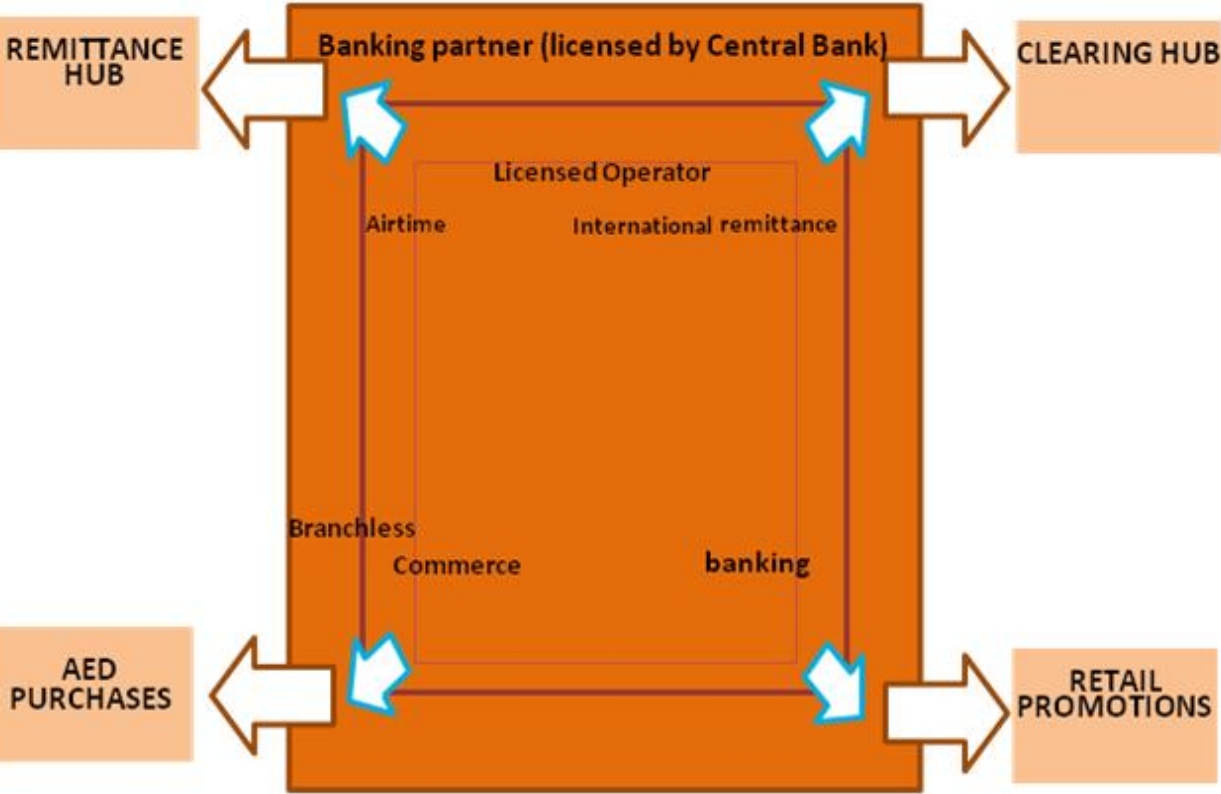 REMITTANCE
HUB
Banking partner (licensed by Central Bank)
CLEARING HUB
Licensed Operator
Airtime
International remittance
Branchless
Commerce
banking
AED
PURCHASES
RETAIL
PROMOTIONS